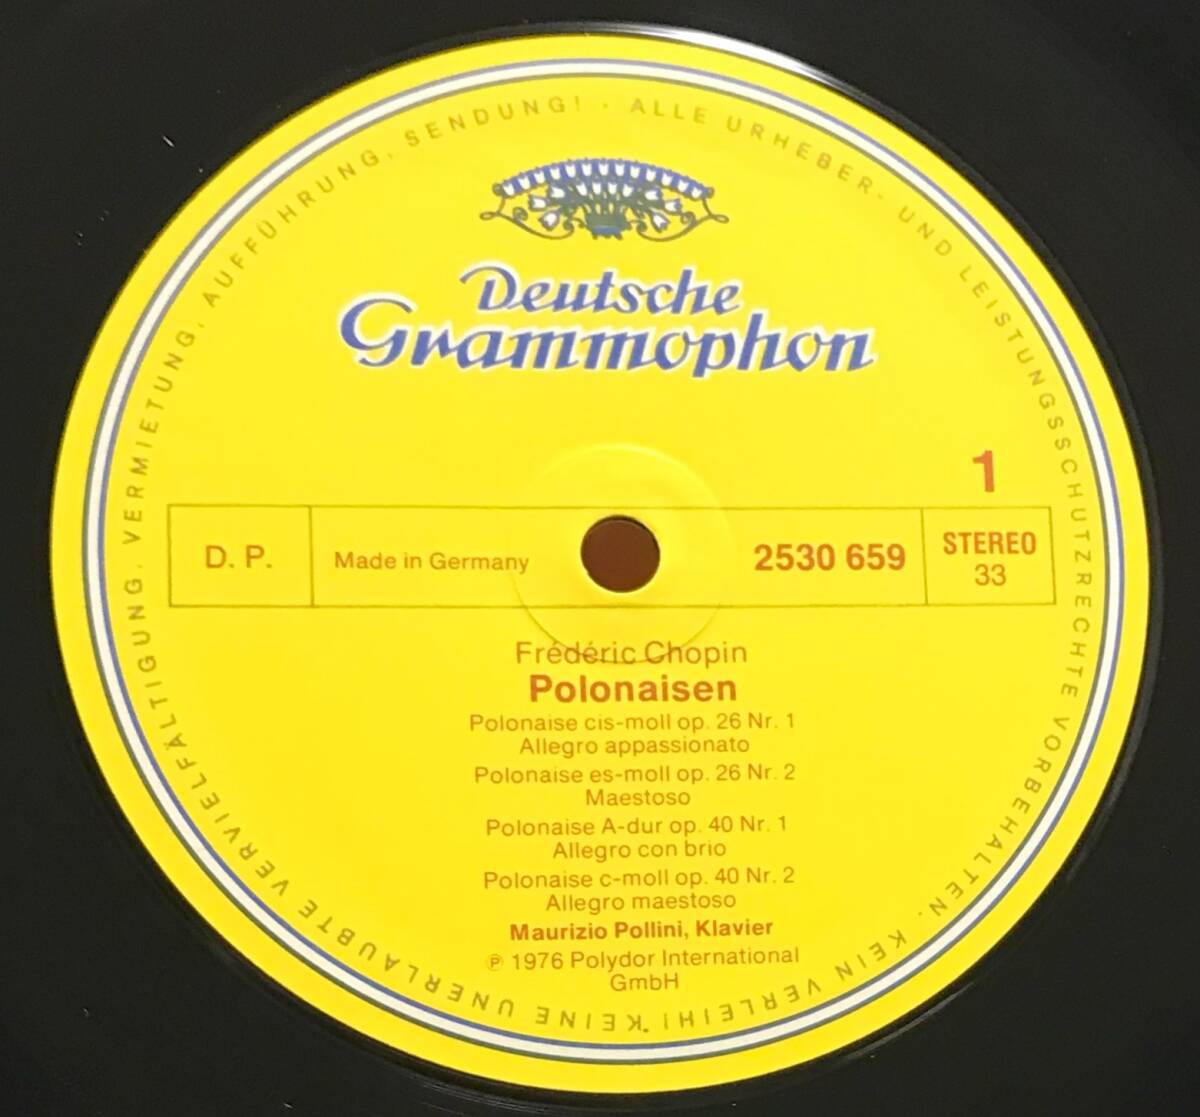 ALLE URHEBER- UND LEISTUNGSSCHUTZRECHTE VORBEHALTEN. KEIN VERLEIH! KEINE UNERLAUBTE VERVIELFÄLTIGUNG, VERMIETUNG, AUFFÜHRUNG, SENDUNG! ·
Deutsche
Grammophon
1
D. P.
Made in Germany
2530 659
STEREO
33
Frédéric Chopin
Polonaisen
Polonaise cis-moll op. 26 Nr. 1
Allegro appassionato
Polonaise es-moll op. 26 Nr. 2
Maestoso
Polonaise A-dur op. 40 Nr. 1
Allegro con brio
Polonaise c-moll op. 40 Nr. 2
Allegro maestoso
Maurizio Pollini, Klavier
℗ 1976 Polydor International
GmbH